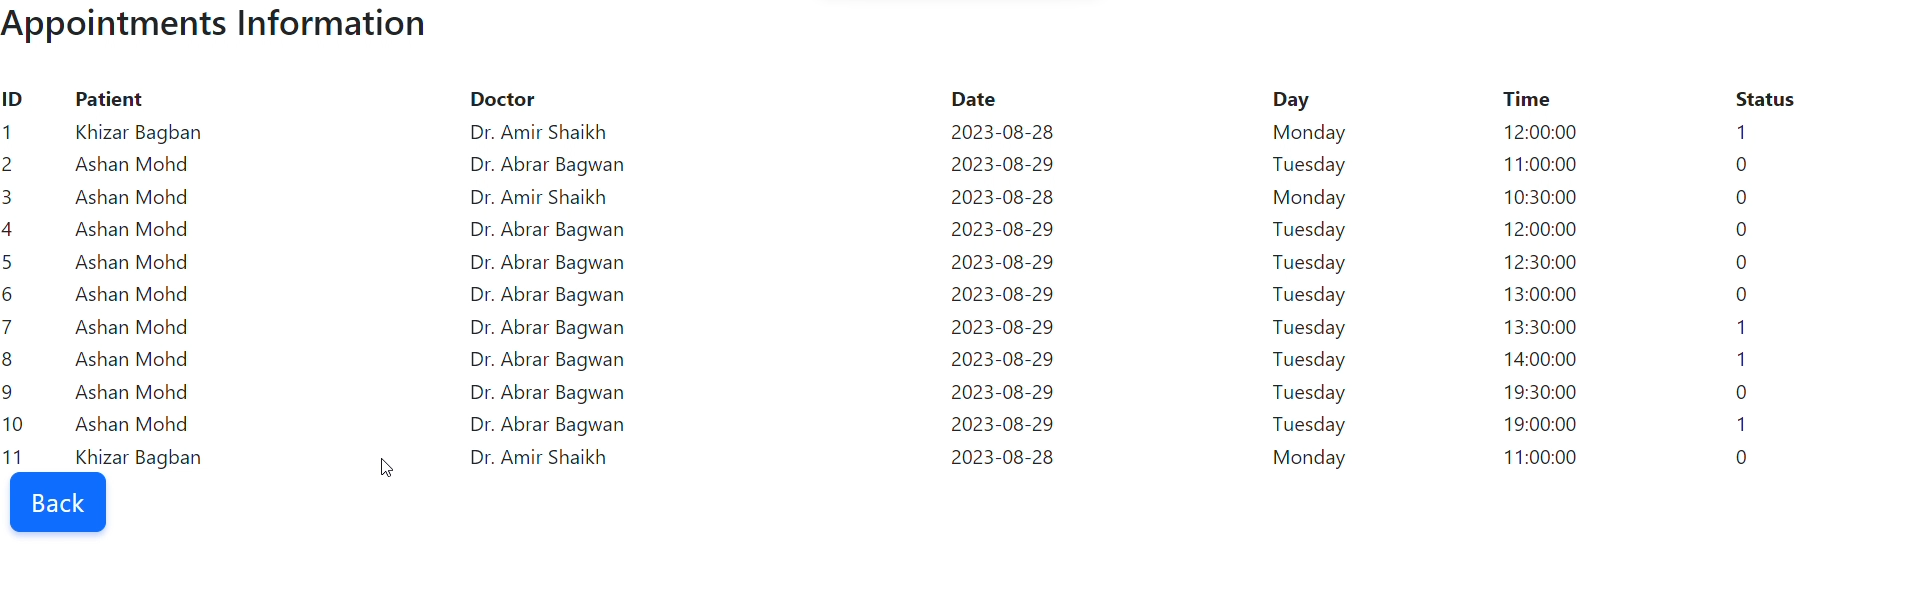 Appointments Information
ID Patient Doctor Date Day Time Status
1 Khizar Bagban Dr. Amir Shaikh 2023-08-28 Monday 12:00:00 1
2 Ashan Mohd Dr. Abrar Bagwan 2023-08-29 Tuesday 11:00:00 0
3 Ashan Mohd Dr. Amir Shaikh 2023-08-28 Monday 10:30:00 0
4 Ashan Mohd Dr. Abrar Bagwan 2023-08-29 Tuesday 12:00:00 0
5 Ashan Mohd Dr. Abrar Bagwan 2023-08-29 Tuesday 12:30:00 0
6 Ashan Mohd Dr. Abrar Bagwan 2023-08-29 Tuesday 13:00:00 0
7 Ashan Mohd Dr. Abrar Bagwan 2023-08-29 Tuesday 13:30:00 1
8 Ashan Mohd Dr. Abrar Bagwan 2023-08-29 Tuesday 14:00:00 1
9 Ashan Mohd Dr. Abrar Bagwan 2023-08-29 Tuesday 19:30:00 0
10 Ashan Mohd Dr. Abrar Bagwan 2023-08-29 Tuesday 19:00:00 1
11 Khizar Bagban Dr. Amir Shaikh 2023-08-28 Monday 11:00:00 0
Back